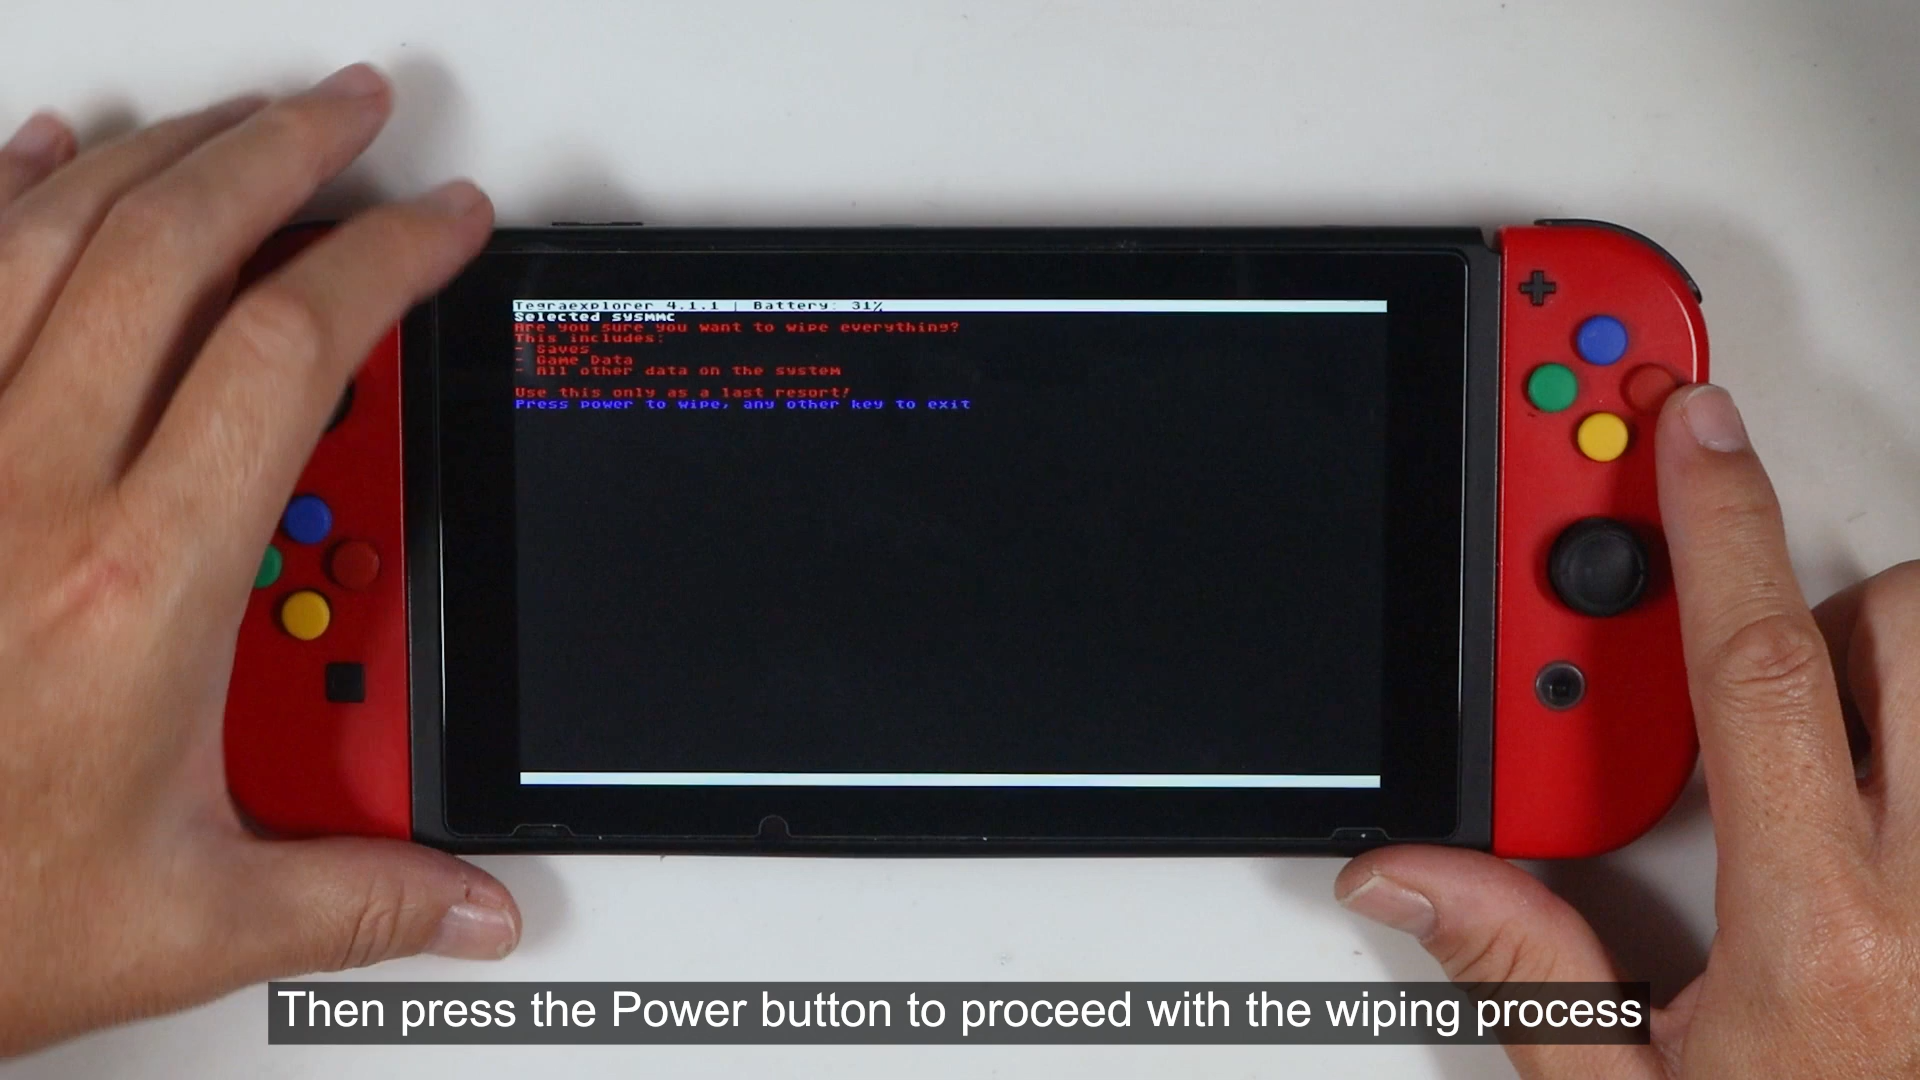 Tegraexplorer 4.1.1 | Battery: 31%
Selected sysMMC
Are you sure you want to wipe everything?
This includes:
- Saves
- Game Data
- All other data on the system
Use this only as a last resort!
Press power to wipe, any other key to exit
Then press the Power button to proceed with the wiping process